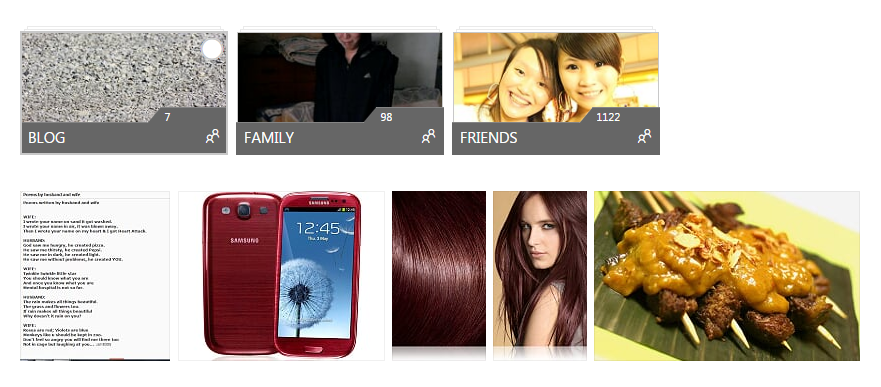 7
BLOG
98
FAMILY
1122
FRIENDS
Poems by husband and wife
Poems written by husband and wife
WIFE:
I wrote your name on sand it got washed.
I wrote your name in air, it was blown away.
Then I wrote your name on my heart & I got Heart Attack.
HUSBAND:
God saw me hungry, he created pizza.
He saw me thirsty, he created Pepsi.
He saw me in dark, he created light.
He saw me without problems, he created YOU.
WIFE:
Twinkle twinkle little star
You should know what you are
And once you know what you are
Mental hospital is not so far.
HUSBAND:
The rain makes all things beautiful.
The grass and flowers too.
If rain makes all things beautiful
Why doesn't it rain on you?
WIFE:
Roses are red; Violets are blue
Monkeys like u should be kept in zoo.
Don't feel so angry you will find me there too
Not in cage but laughing at you...
SAMSUNG
SAMSUNG
12:45
Thu, 3 May